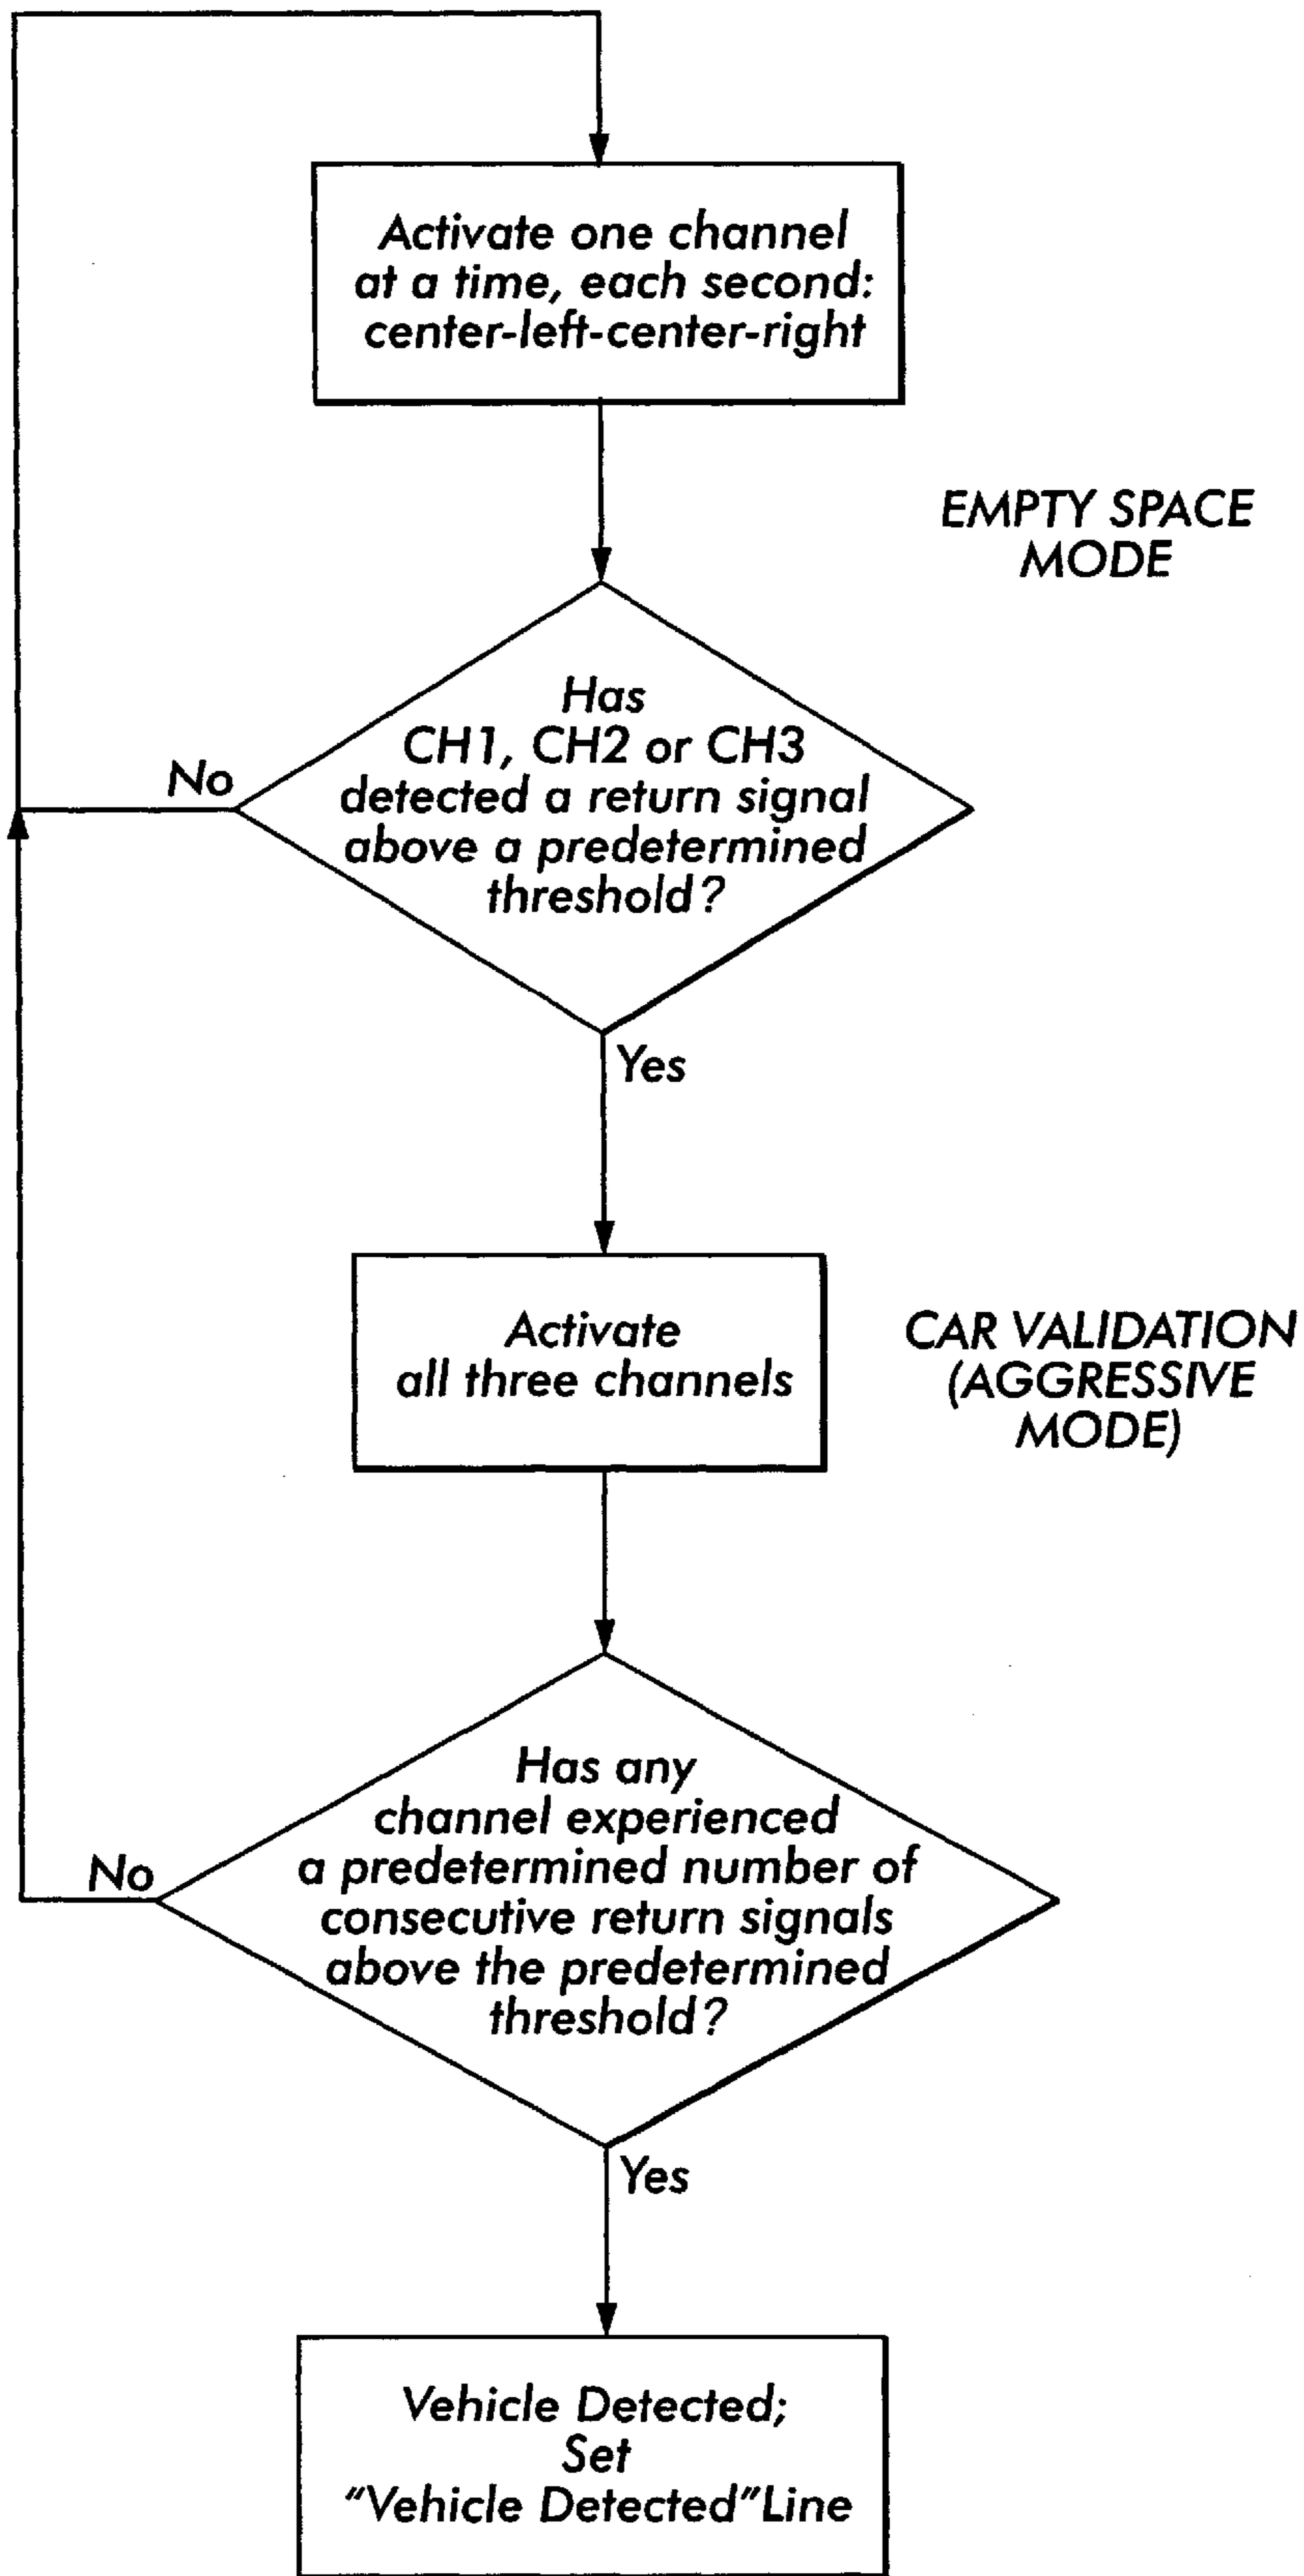 Activate one channel
at a time, each second:
center-left-center-right
EMPTY SPACE
MODE
Has
CH1, CH2 or CH3
detected a return signal
above a predetermined
threshold?
No
Yes
Activate
all three channels
CAR VALIDATION
(AGGRESSIVE
MODE)
Has any
channel experienced
a predetermined number of
consecutive return signals
above the predetermined
threshold?
No
Yes
Vehicle Detected;
Set
"Vehicle Detected"Line